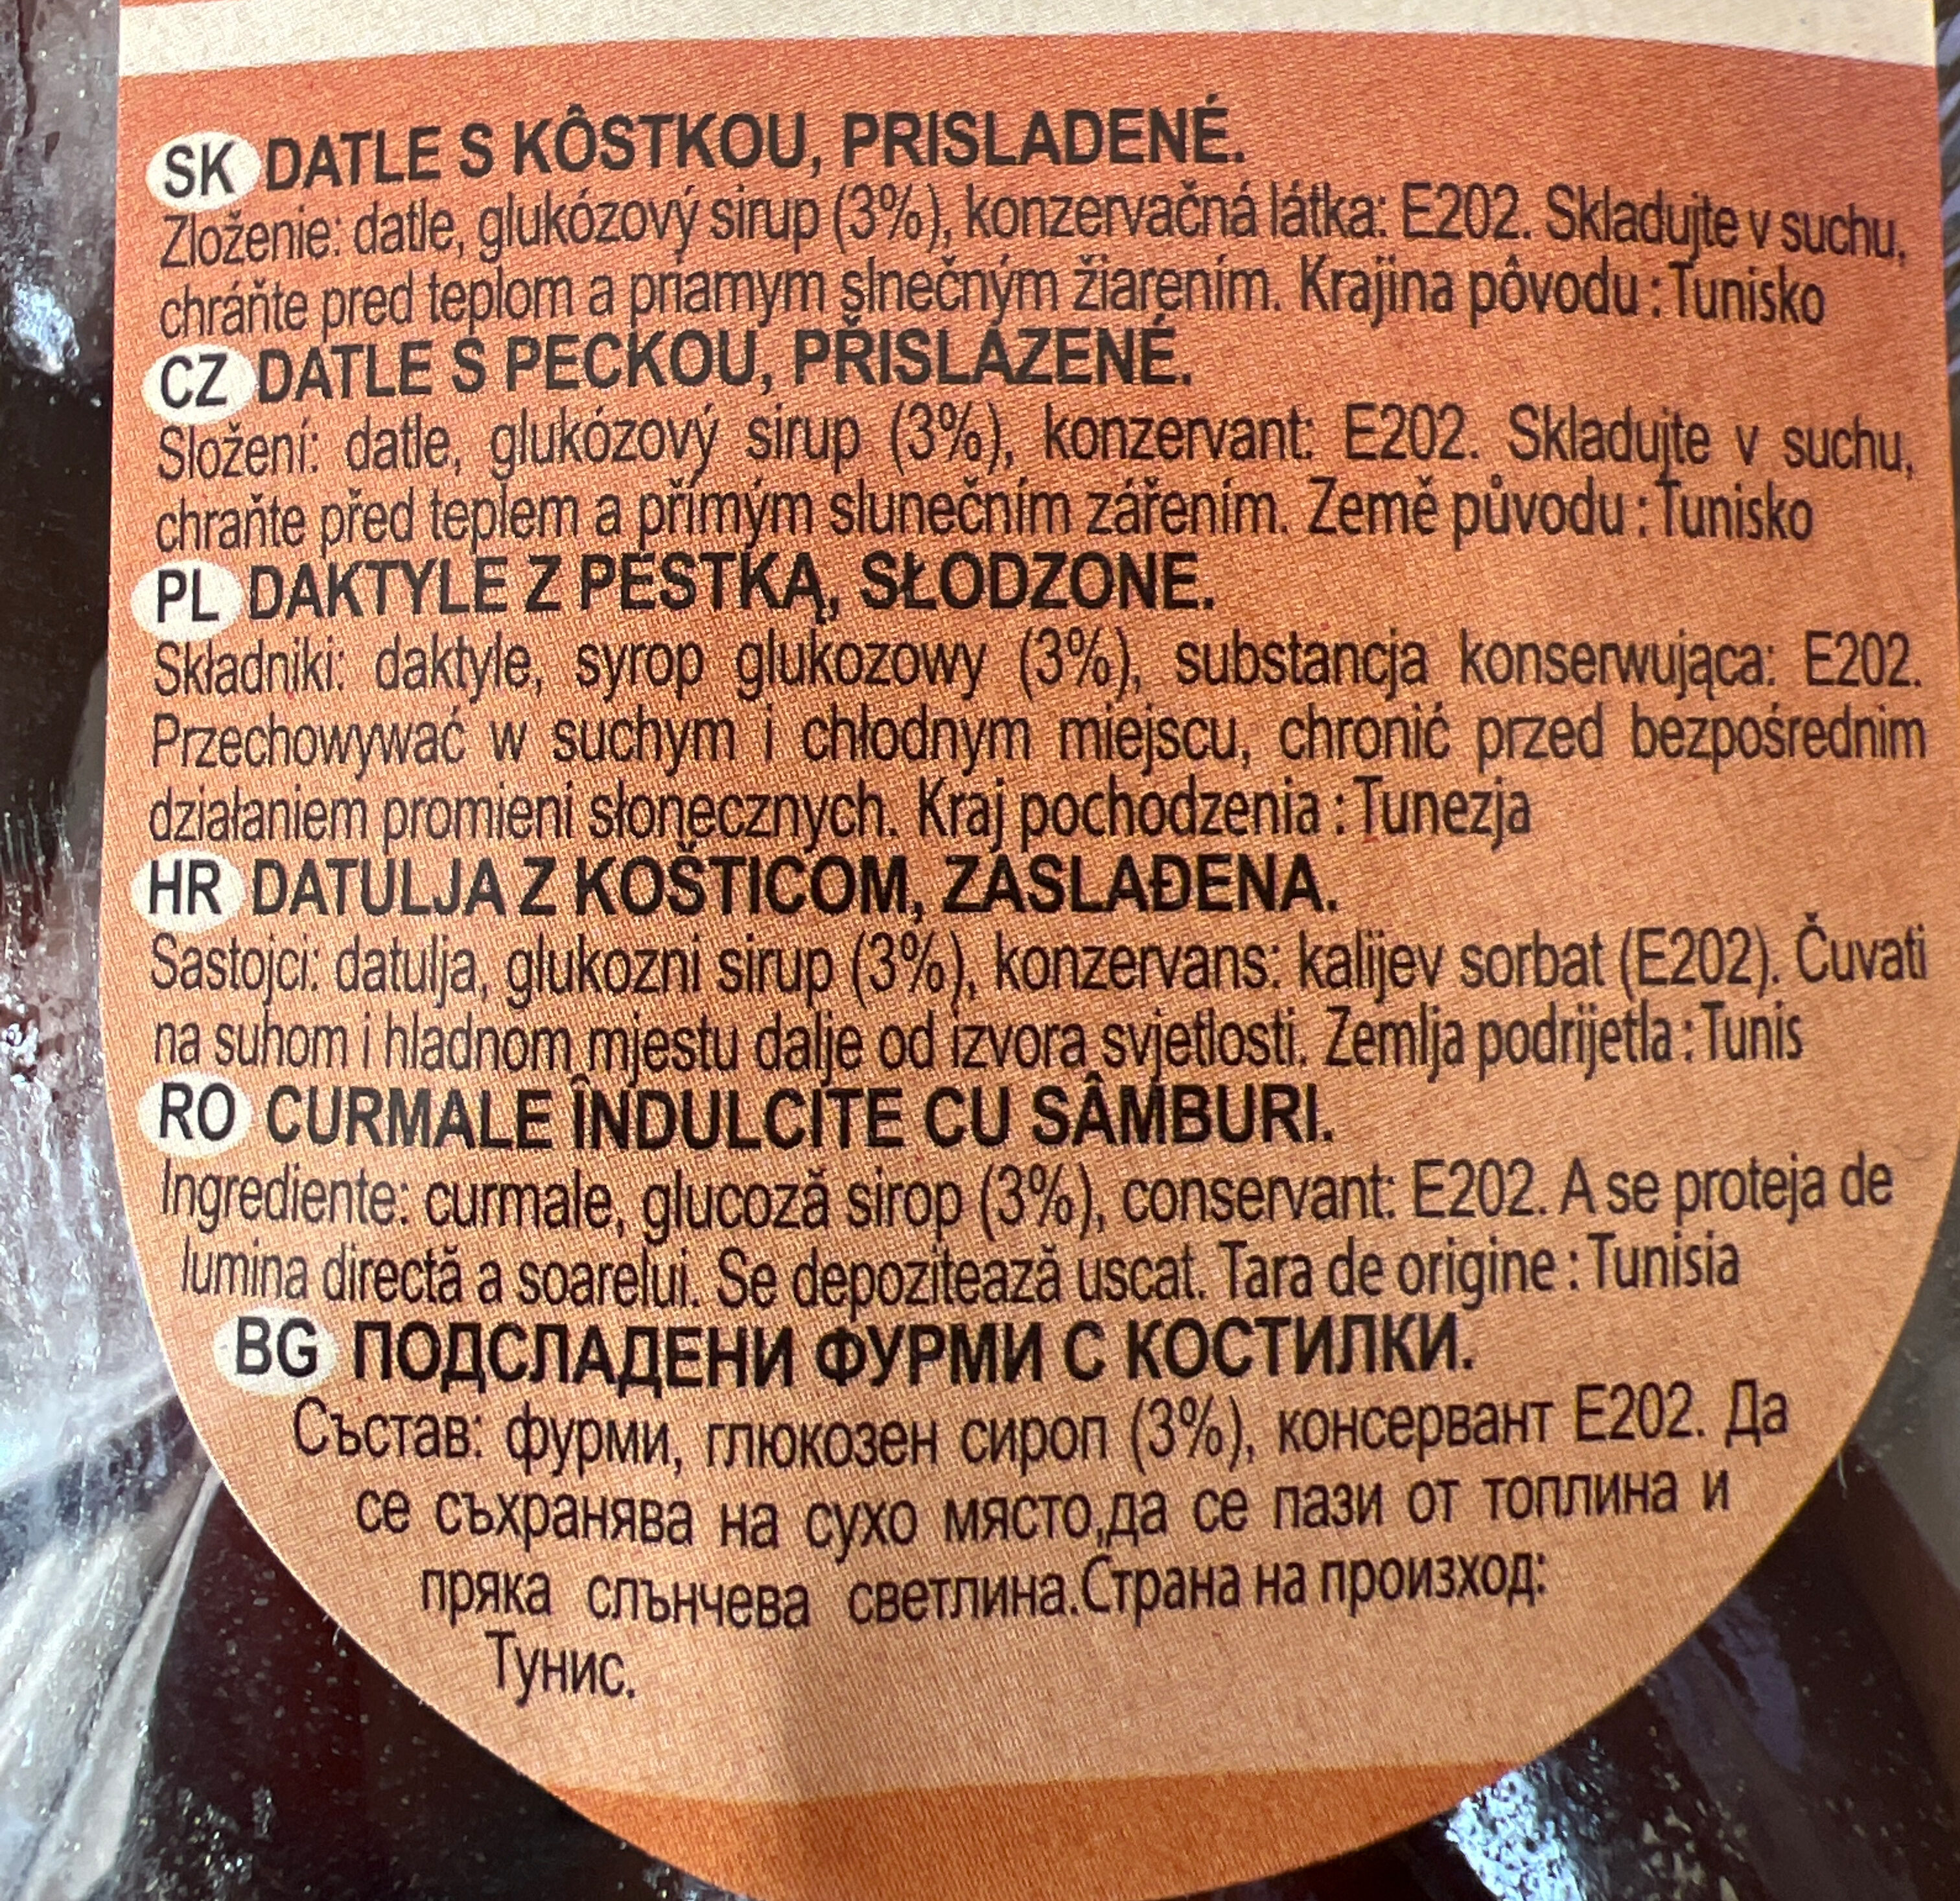 SK DATLE S KÔSTKOU, PRISLADENÉ.
Zloženie: datle, glukózový sirup (3%), konzervačná látka: E202. Skladujte v suchu,
chráňte pred teplom a priamym slnečným žiarením. Krajina pôvodu : Tunisko
CZ DATLE S PECKOU, PŘISLAZENÉ.
Složení: datle, glukózový sirup (3%), konzervant: E202. Skladujte v suchu,
chraňte před teplem a přímým slunečním zářením. Země původu : Tunisko
PL DAKTYLE Z PESTKĄ, SŁODZONE.
Składniki: daktyle, syrop glukozowy (3%), substancja konserwująca: E202.
Przechowywać w suchym i chłodnym miejscu, chronić przed bezpośrednim
działaniem promieni słonecznych. Kraj pochodzenia : Tunezja
HR DATULJA Z KOŠTICOM, ZASLAĐENA.
Sastojci: datulja, glukozni sirup (3%), konzervans: kalijev sorbat (E202). Čuvati
na suhom i hladnom mjestu dalje od izvora svjetlosti. Zemlja podrijetla : Tunis
RO CURMALE ÎNDULCITE CU SÂMBURI.
Ingrediente: curmale, glucoză sirop (3%), conservant: E202. A se proteja de
lumina directă a soarelui. Se depozitează uscat. Tara de origine : Tunisia
BG ПОДСЛАДЕНИ ФУРМИ С КОСТИЛКИ.
Състав: фурми, глюкозен сироп (3%), консервант E202. Да
се съхранява на сухо място,да се пази от топлина и
пряка слънчева светлина.Страна на произход:
Тунис.